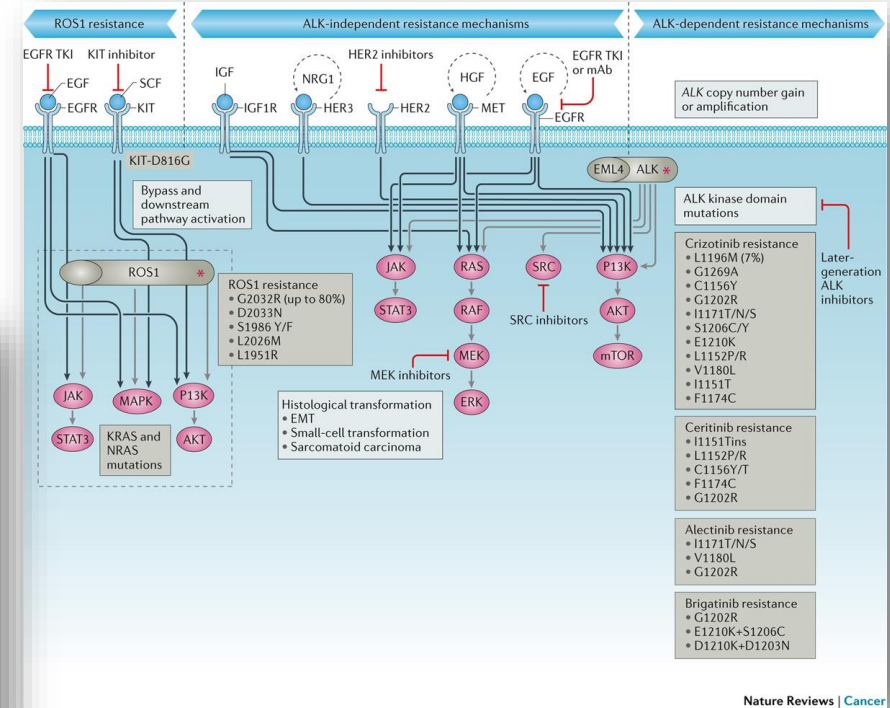 ROS1 resistance
ALK-independent resistance mechanisms
ALK-dependent resistance mechanisms
EGFR TKI
KIT inhibitor
EGF
SCF
EGFR
KIT
KIT-D816G
IGF
IGF1R
NRG1
HER3
HER2 inhibitors
HER2
HGF
MET
EGF
EGFR TKI
or mAb
EGFR
ALK copy number gain
or amplification
EML4
ALK *
Bypass and
downstream
pathway activation
ROS1
*
ROS1 resistance
• G2032R (up to 80%)
• D2033N
• S1986 Y/F
• L2026M
• L1951R
JAK
MAPK
P13K
STAT3
AKT
KRAS and
NRAS
mutations
JAK
RAS
SRC
P13K
STAT3
RAF
SRC inhibitors
AKT
MEK inhibitors
MEK
mTOR
ERK
Histological transformation
• EMT
• Small-cell transformation
• Sarcomatoid carcinoma
ALK kinase domain
mutations
Later-
generation
ALK
inhibitors
Crizotinib resistance
• L1196M (7%)
• G1269A
• C1156Y
• G1202R
• I1171T/N/S
• S1206C/Y
• E1210K
• L1152P/R
• V1180L
• I1151T
• F1174C
Ceritinib resistance
• I1151Tins
• L1152P/R
• C1156Y/T
• F1174C
• G1202R
Alectinib resistance
• I1171T/N/S
• V1180L
• G1202R
Brigatinib resistance
• G1202R
• E1210K+S1206C
• D1210K+D1203N
Nature Reviews | Cancer